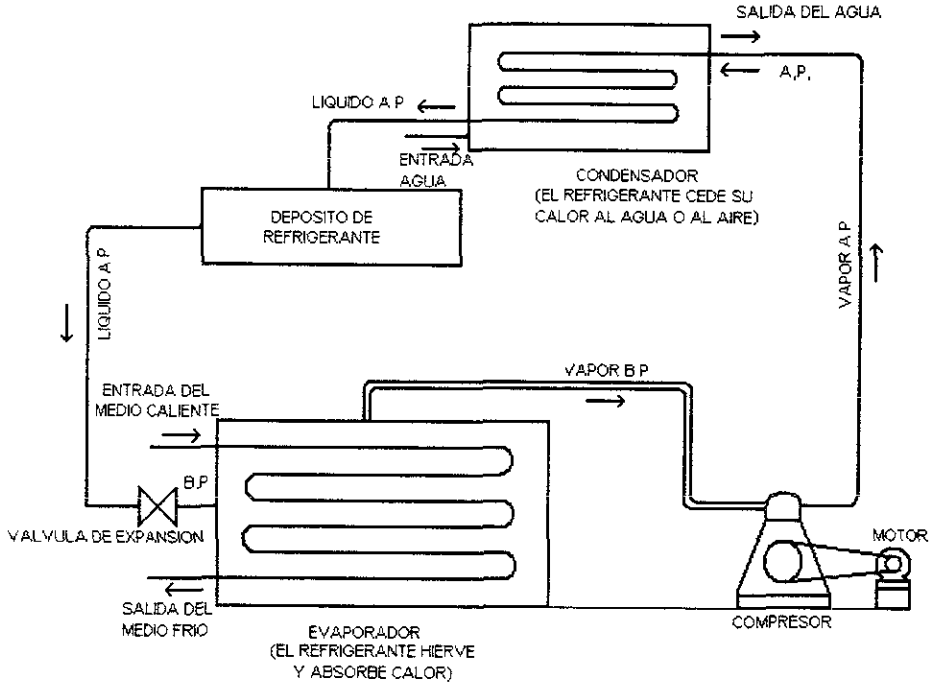 SALIDA DEL AGUA
A,P,
LIQUIDO A P
ENTRADA
AGUA
CONDENSADOR
(EL REFRIGERANTE CEDE SU
CALOR AL AGUA O AL AIRE)
DEPOSITO DE
REFRIGERANTE
LIQUIDO A P
VAPOR A P
VAPOR B P
ENTRADA DEL
MEDIO CALIENTE
B.P
VALVULA DE EXPANSION
MOTOR
SALIDA DEL
MEDIO FRIO
COMPRESOR
EVAPORADOR
(EL REFRIGERANTE HIERVE
Y ABSORBE CALOR)